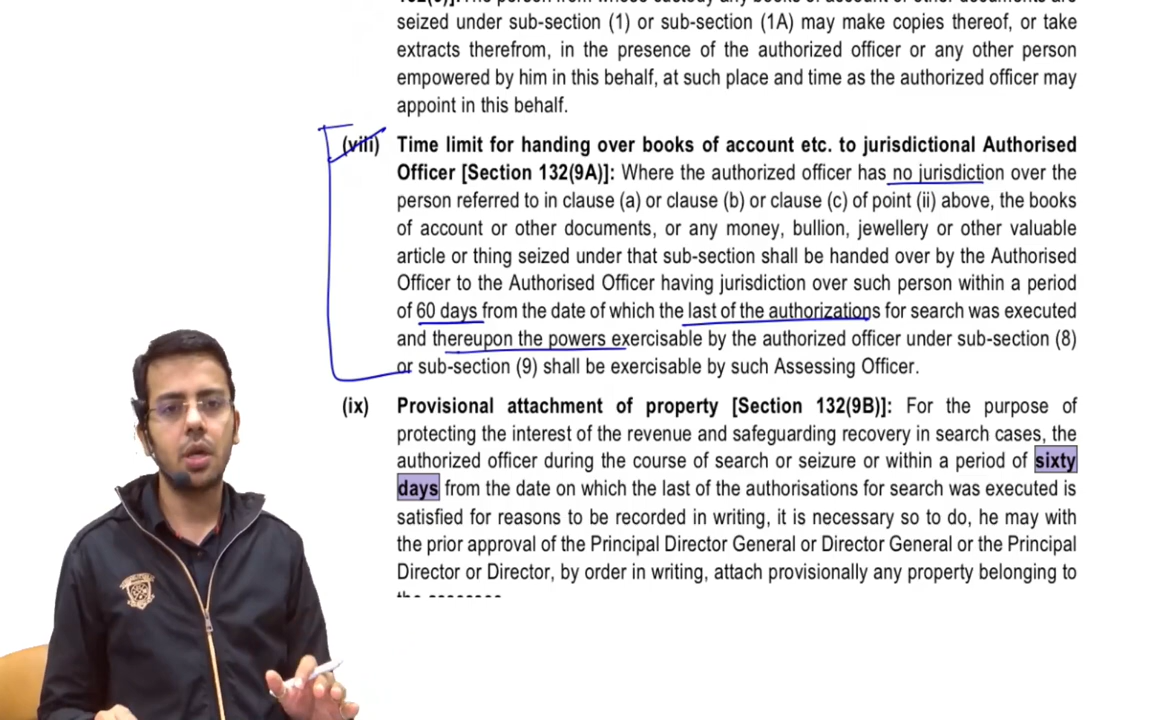 seized under sub-section (1) or sub-section (1A) may make copies thereof, or take
extracts therefrom, in the presence of the authorized officer or any other person
empowered by him in this behalf, at such place and time as the authorized officer may
appoint in this behalf.
(viii) Time limit for handing over books of account etc. to jurisdictional Authorised
Officer [Section 132(9A)]: Where the authorized officer has no jurisdiction over the
person referred to in clause (a) or clause (b) or clause (c) of point (ii) above, the books
of account or other documents, or any money, bullion, jewellery or other valuable
article or thing seized under that sub-section shall be handed over by the Authorised
Officer to the Authorised Officer having jurisdiction over such person within a period
of 60 days from the date of which the last of the authorizations for search was executed
and thereupon the powers exercisable by the authorized officer under sub-section (8)
or sub-section (9) shall be exercisable by such Assessing Officer.
(ix) Provisional attachment of property [Section 132(9B)]: For the purpose of
protecting the interest of the revenue and safeguarding recovery in search cases, the
authorized officer during the course of search or seizure or within a period of sixty
days from the date on which the last of the authorisations for search was executed is
satisfied for reasons to be recorded in writing, it is necessary so to do, he may with
the prior approval of the Principal Director General or Director General or the Principal
Director or Director, by order in writing, attach provisionally any property belonging to